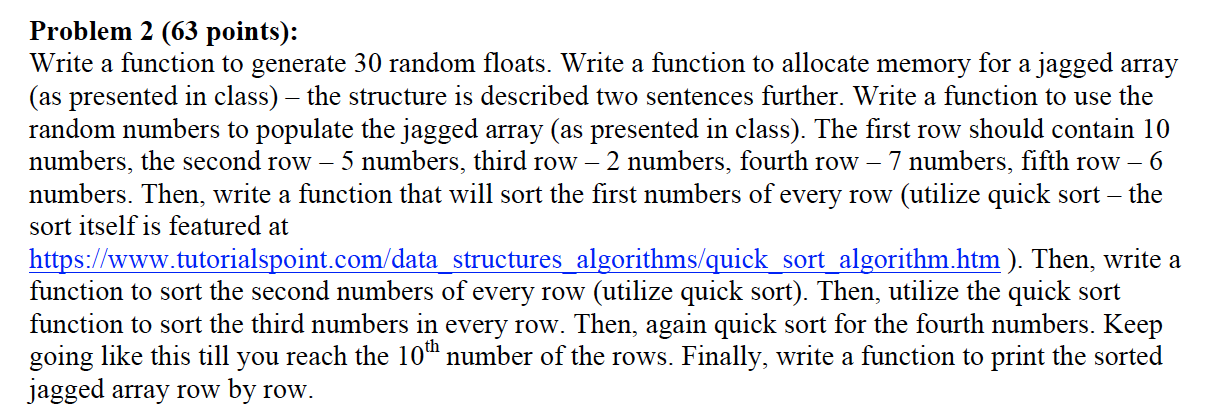 Problem 2 (63 points):
Write a function to generate 30 random floats. Write a function to allocate memory for a jagged array
(as presented in class) – the structure is described two sentences further. Write a function to use the
random numbers to populate the jagged array (as presented in class). The first row should contain 10
numbers, the second row – 5 numbers, third row – 2 numbers, fourth row – 7 numbers, fifth row – 6
numbers. Then, write a function that will sort the first numbers of every row (utilize quick sort – the
sort itself is featured at
https://www.tutorialspoint.com/data_structures_algorithms/quick_sort_algorithm.htm ). Then, write a
function to sort the second numbers of every row (utilize quick sort). Then, utilize the quick sort
function to sort the third numbers in every row. Then, again quick sort for the fourth numbers. Keep
going like this till you reach the 10th number of the rows. Finally, write a function to print the sorted
jagged array row by row.